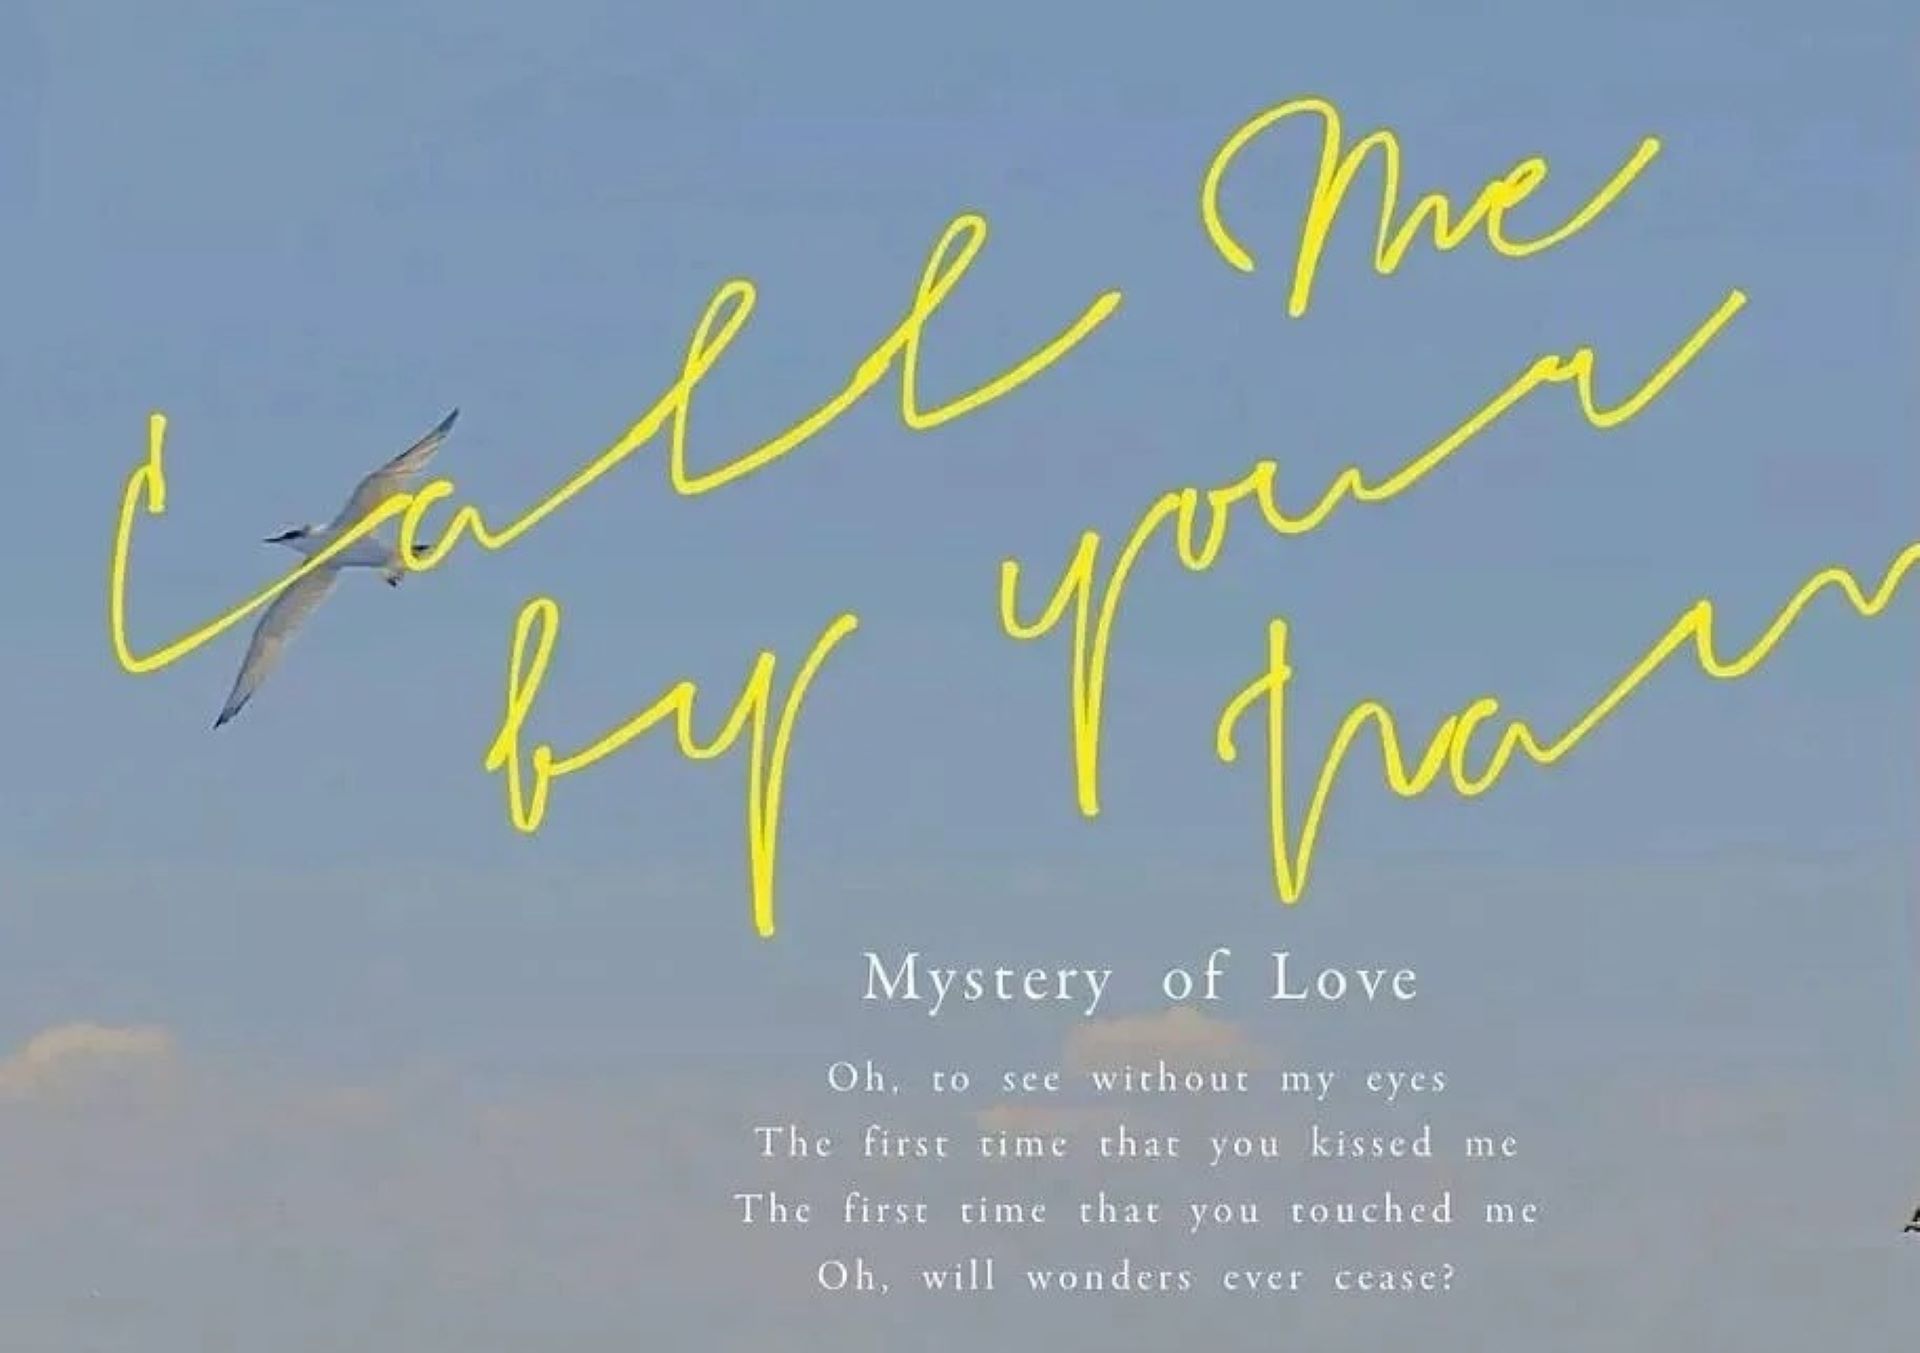 Call me
by your nam
Mystery of Love
Oh, to see without my eyes
The first time that you kissed me
The first time that you touched me
Oh, will wonders ever cease?